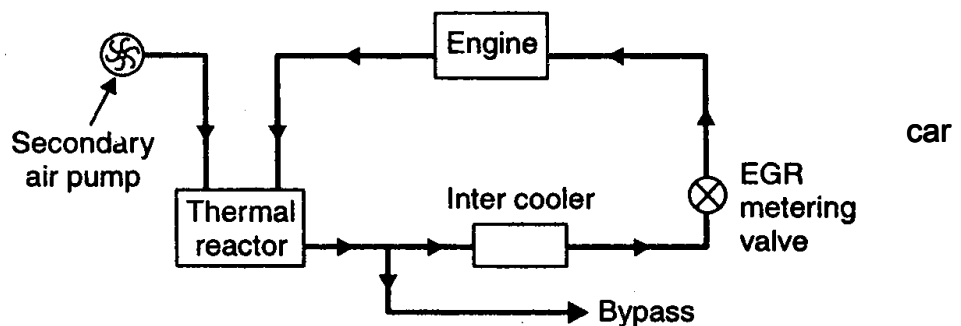 Engine
Secondary
air pump
car
Thermal
reactor
Inter cooler
EGR
metering
valve
Bypass